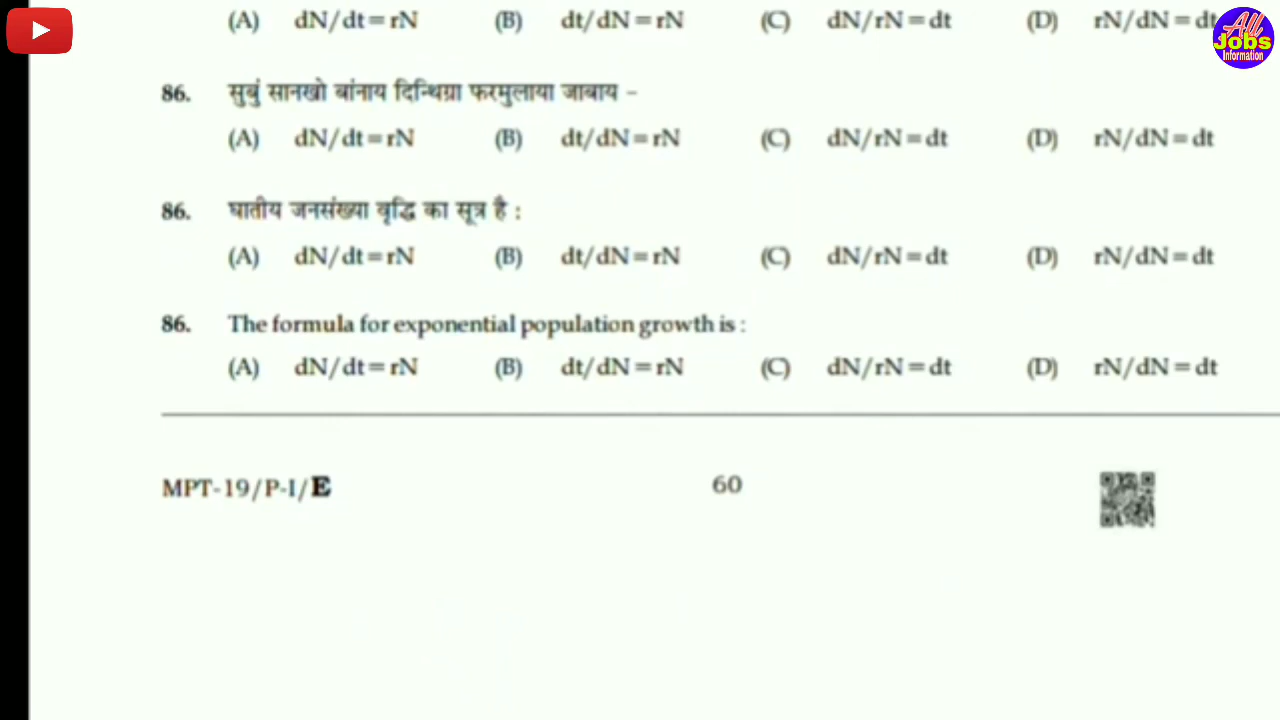 (A) dN/dt=rN (B) dt/dN=rN (C) dN/rN=dt (D) rN/dN=dt
All Jobs Information
86. सुबुं सानखो बांनाय दिन्थिग्रा फरमुलाया जाबाय –
(A) dN/dt=rN (B) dt/dN=rN (C) dN/rN=dt (D) rN/dN=dt
86. घातीय जनसंख्या वृद्धि का सूत्र है :
(A) dN/dt=rN (B) dt/dN=rN (C) dN/rN=dt (D) rN/dN=dt
86. The formula for exponential population growth is :
(A) dN/dt=rN (B) dt/dN=rN (C) dN/rN=dt (D) rN/dN=dt
MPT-19/P-I/E 60